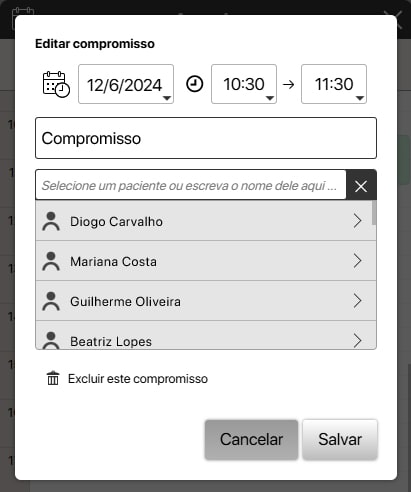 Editar compromisso
12/6/2024 10:30 → 11:30
Compromisso
Selecione um paciente ou escreva o nome dele aqui ...
Diogo Carvalho
Mariana Costa
Guilherme Oliveira
Beatriz Lopes
Excluir este compromisso
Cancelar Salvar